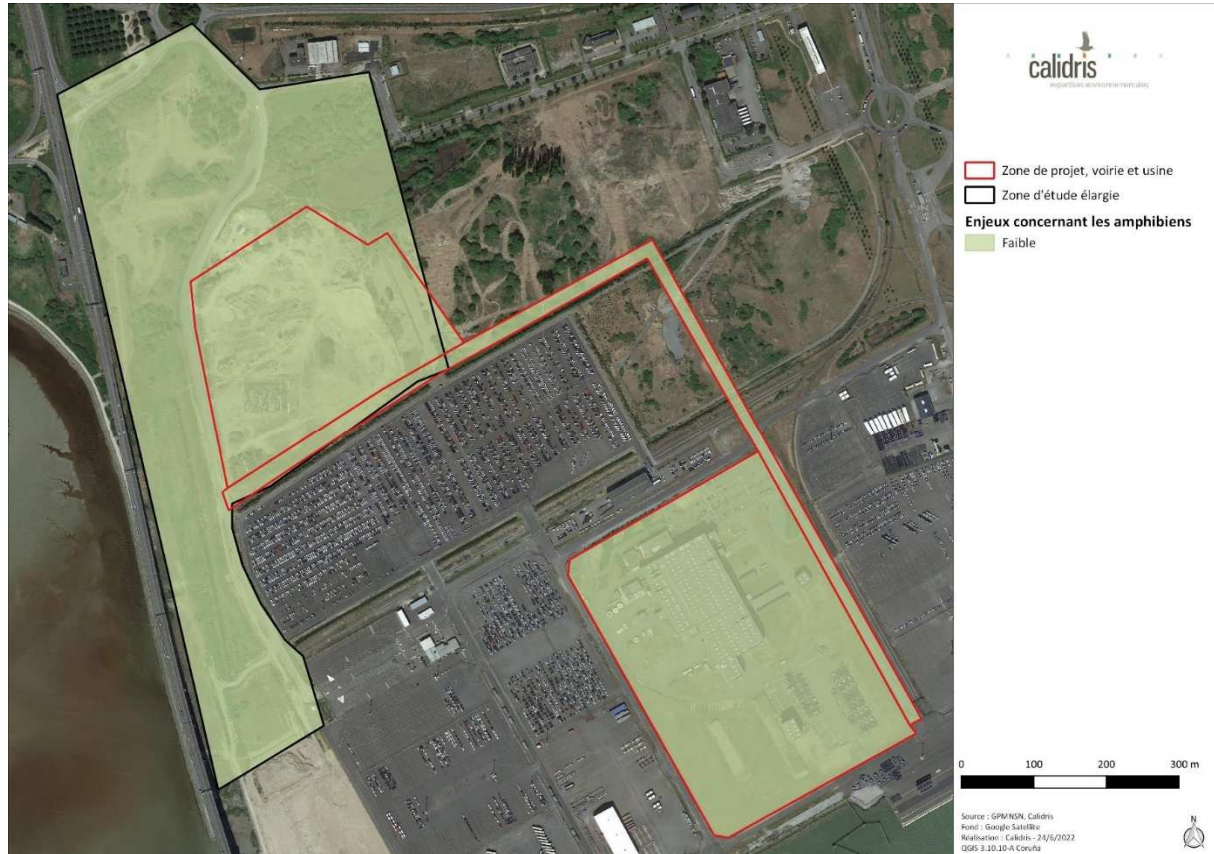 calidris
expertises environnementales
Zone de projet, voirie et usine
Zone d'étude élargie
Enjeux concernant les amphibiens
Faible
0 100 200 300 m
Source : GPMNSN, Calidris
Fond : Google Satellite
Réalisation : Calidris - 24/6/2022
QGIS 3.10.10-A Coruña
N